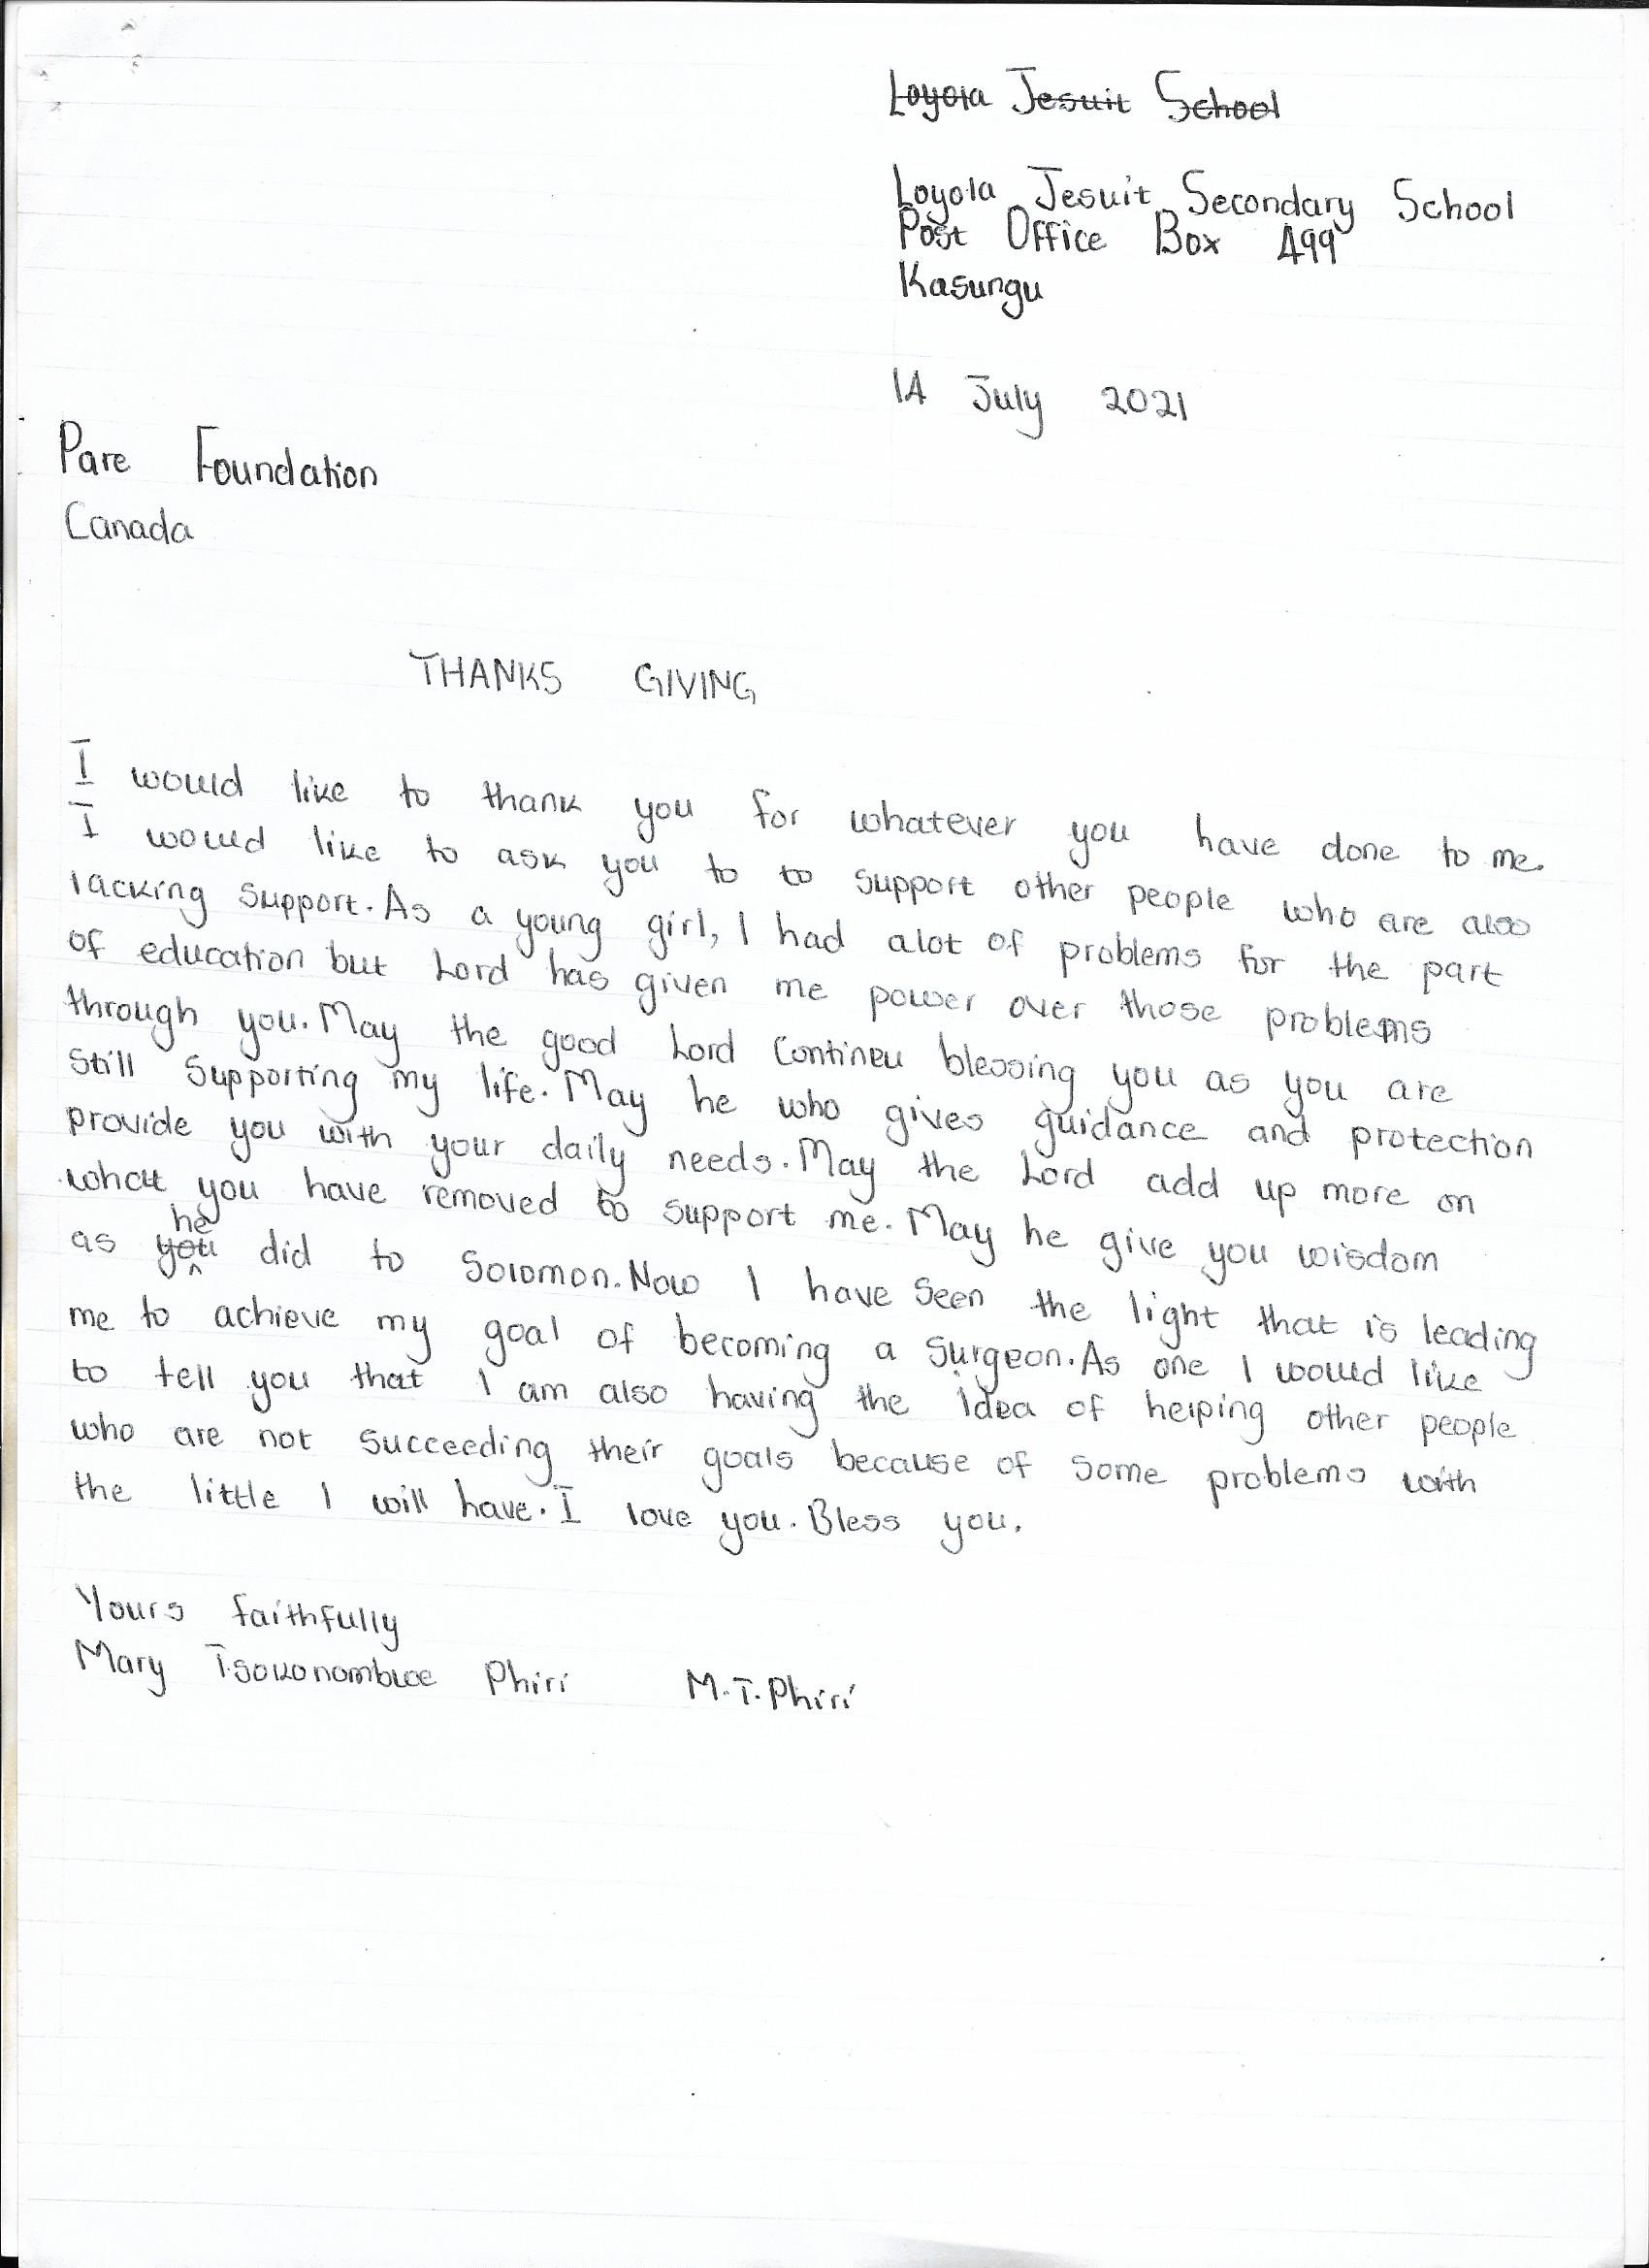 Loyola Jesuit School
Loyola Jesuit Secondary School
Post Office Box 499
Kasungu
14 July 2021
Pare Foundation
Canada
THANKS GIVING
I would like to thank you for whatever you have done to me.
I would like to ask you to to support other people who are also
lacking support. As a young girl, I had alot of problems for the part
of education but Lord has given me power over those problems
through you. May the good Lord Contineu blessing you as you are
still supporting my life. May he who gives guidance and protection
provide you with your daily needs. May the Lord add up more on
what you have removed to support me. May he give you wisdom
as you he did to Solomon. Now I have seen the light that is leading
me to achieve my goal of becoming a surgeon. As one I would like
to tell you that I am also having the idea of helping other people
who are not succeeding their goals because of some problems with
the little I will have. I love you. Bless you.
Yours faithfully
Mary Tsokonombwe Phiri M.T.Phiri